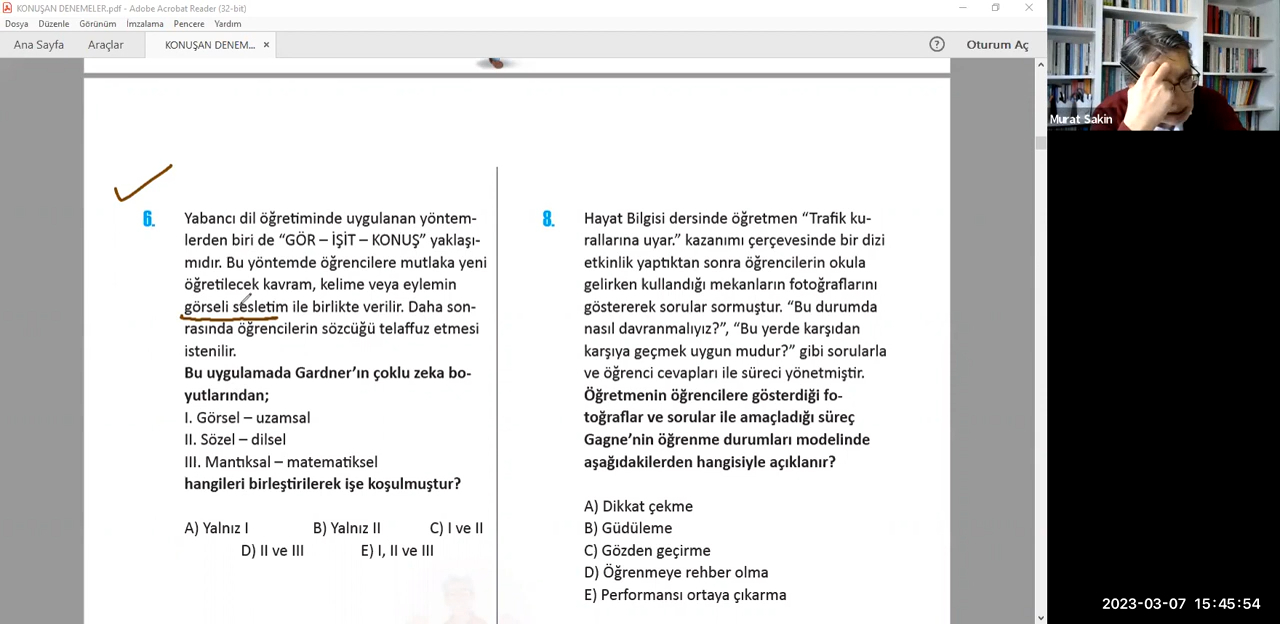 KONUŞAN DENEMELER.pdf - Adobe Acrobat Reader (32-bit)
Dosya Düzenle Görünüm İmzalama Pencere Yardım
Ana Sayfa Araçlar KONUŞAN DENEM... × ? Oturum Aç
Murat Sakin
6. Yabancı dil öğretiminde uygulanan yöntem-
lerden biri de “GÖR – İŞİT – KONUŞ” yaklaşı-
mıdır. Bu yöntemde öğrencilere mutlaka yeni
öğretilecek kavram, kelime veya eylemin
görseli sesletim ile birlikte verilir. Daha son-
rasında öğrencilerin sözcüğü telaffuz etmesi
istenilir.
Bu uygulamada Gardner’ın çoklu zeka bo-
yutlarından;
I. Görsel – uzamsal
II. Sözel – dilsel
III. Mantıksal – matematiksel
hangileri birleştirilerek işe koşulmuştur?
A) Yalnız I B) Yalnız II C) I ve II
D) II ve III E) I, II ve III
8. Hayat Bilgisi dersinde öğretmen “Trafik ku-
rallarına uyar.” kazanımı çerçevesinde bir dizi
etkinlik yaptıktan sonra öğrencilerin okula
gelirken kullandığı mekanların fotoğraflarını
göstererek sorular sormuştur. “Bu durumda
nasıl davranmalıyız?”, “Bu yerde karşıdan
karşıya geçmek uygun mudur?” gibi sorularla
ve öğrenci cevapları ile süreci yönetmiştir.
Öğretmenin öğrencilere gösterdiği fo-
toğraflar ve sorular ile amaçladığı süreç
Gagne’nin öğrenme durumları modelinde
aşağıdakilerden hangisiyle açıklanır?
A) Dikkat çekme
B) Güdüleme
C) Gözden geçirme
D) Öğrenmeye rehber olma
E) Performansı ortaya çıkarma
2023-03-07 15:45:54